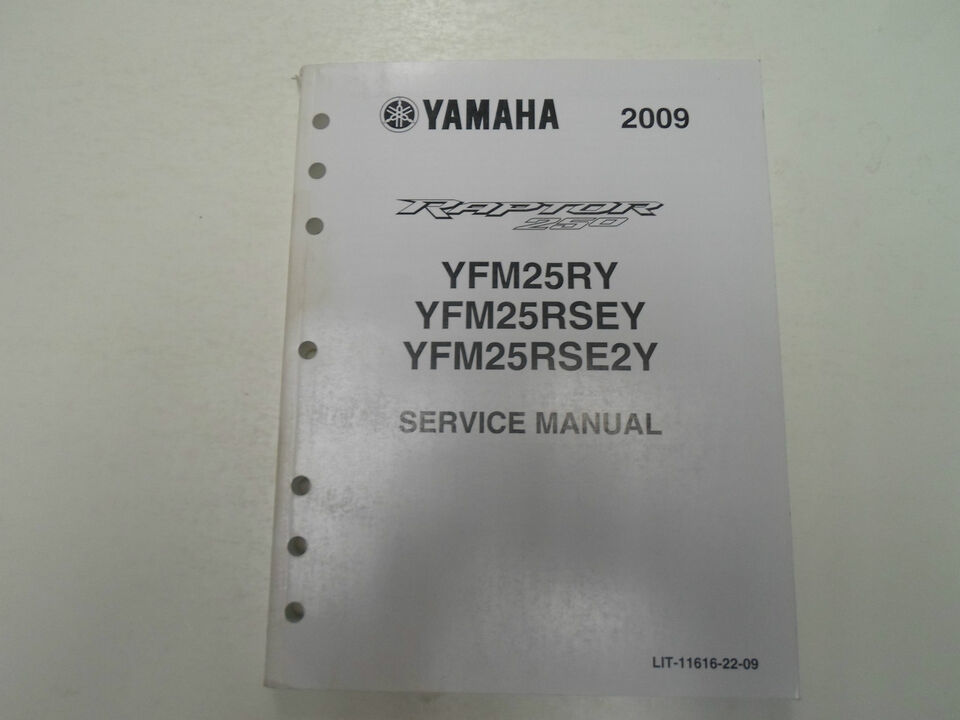 YAMAHA 2009
RAPTOR
250
YFM25RY
YFM25RSEY
YFM25RSE2Y
SERVICE MANUAL
LIT-11616-22-09